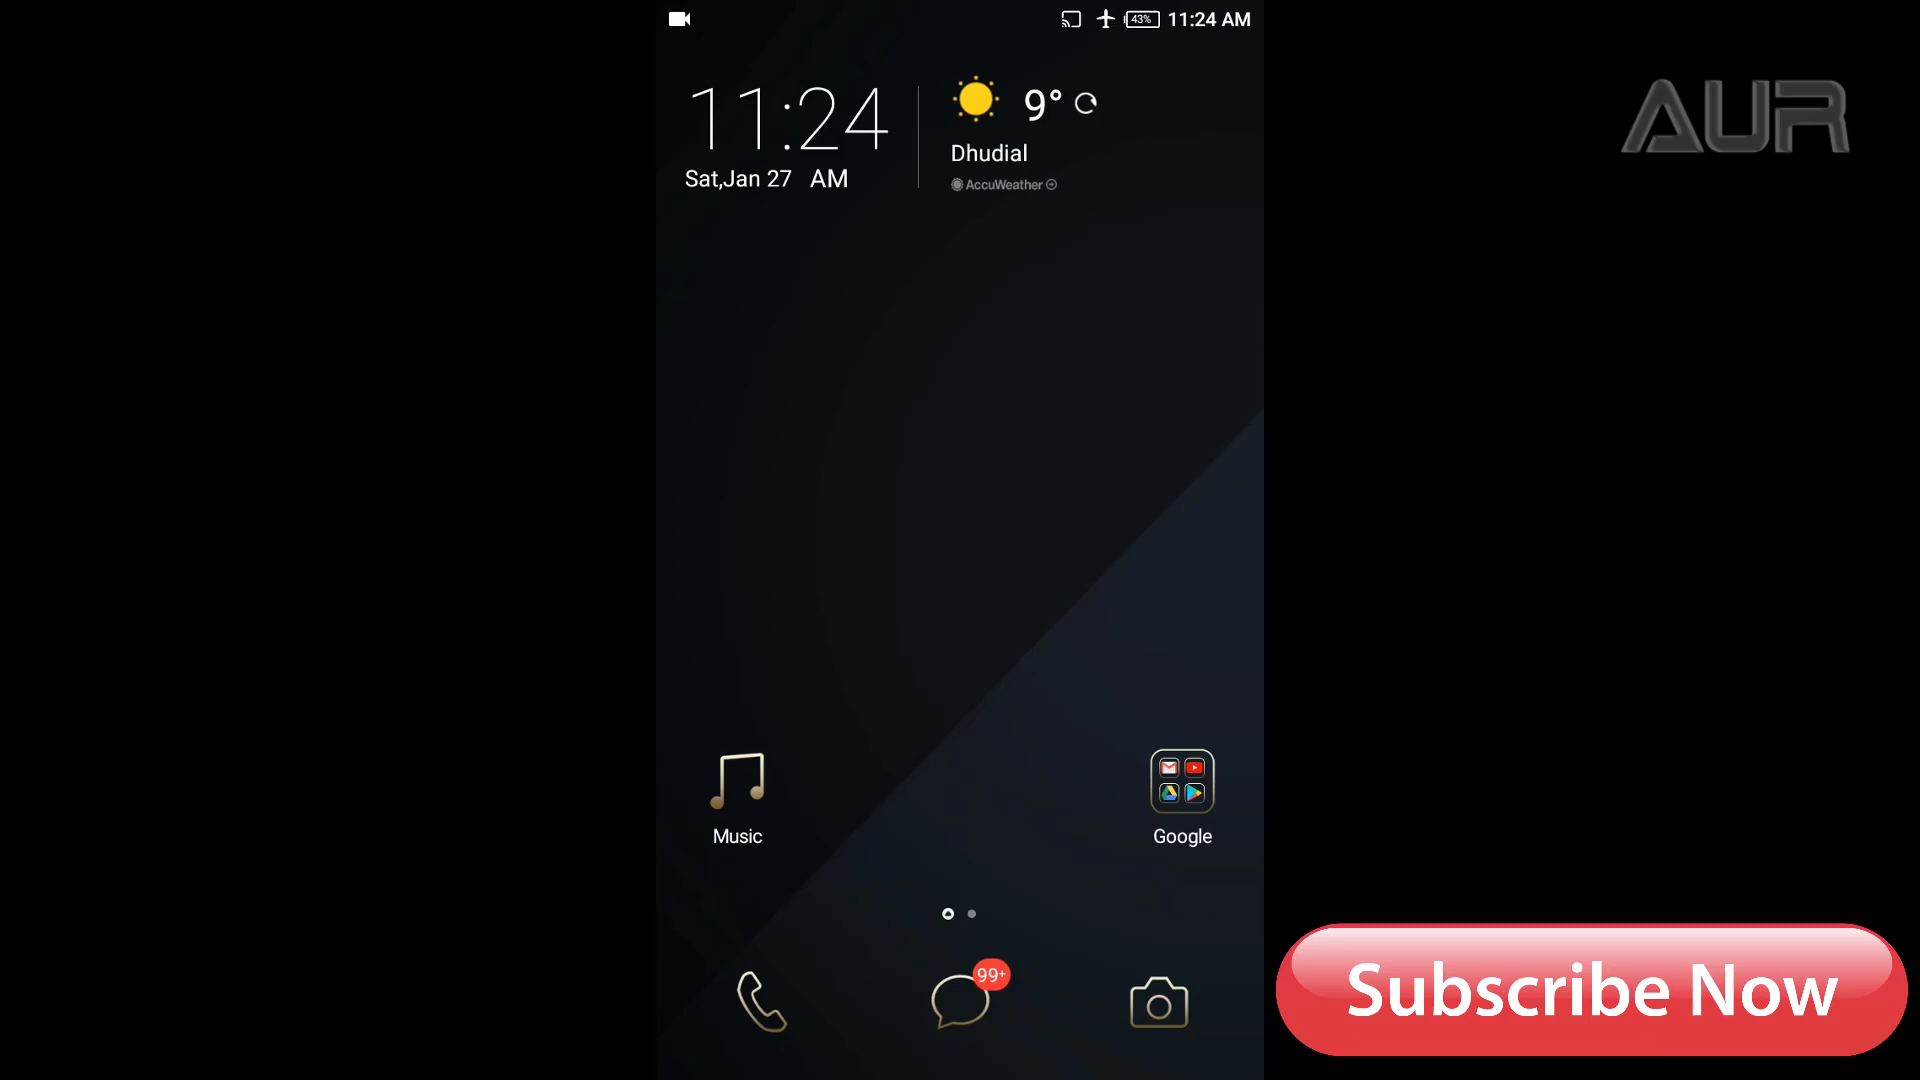 43% 11:24 AM
11:24
Sat,Jan 27 AM
9°
Dhudial
AccuWeather
AUR
Music
Google
99+
Subscribe Now